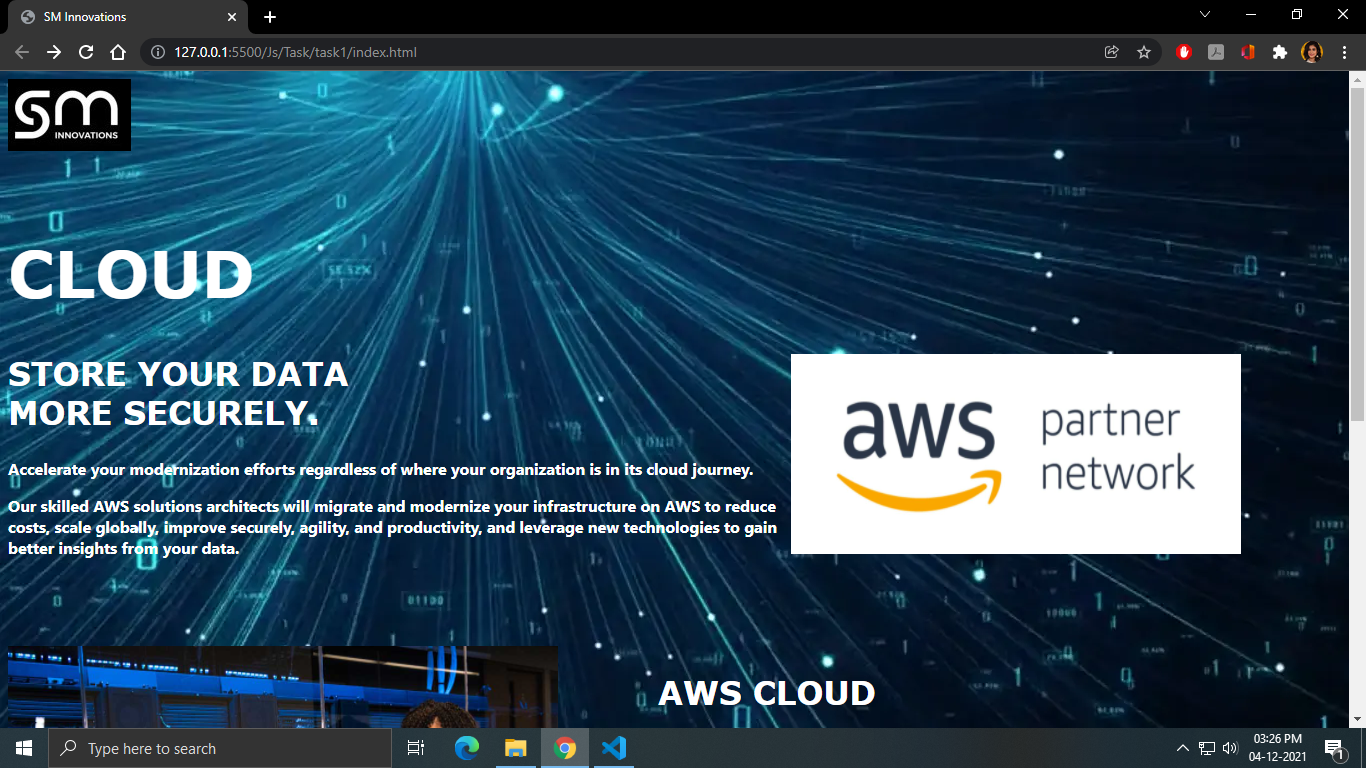 SM Innovations
127.0.0.1:5500/Js/Task/task1/index.html
sm
INNOVATIONS
CLOUD
STORE YOUR DATA
MORE SECURELY.
Accelerate your modernization efforts regardless of where your organization is in its cloud journey.
Our skilled AWS solutions architects will migrate and modernize your infrastructure on AWS to reduce
costs, scale globally, improve securely, agility, and productivity, and leverage new technologies to gain
better insights from your data.
aws partner
network
01100
AWS CLOUD
Type here to search
03:26 PM
04-12-2021
1